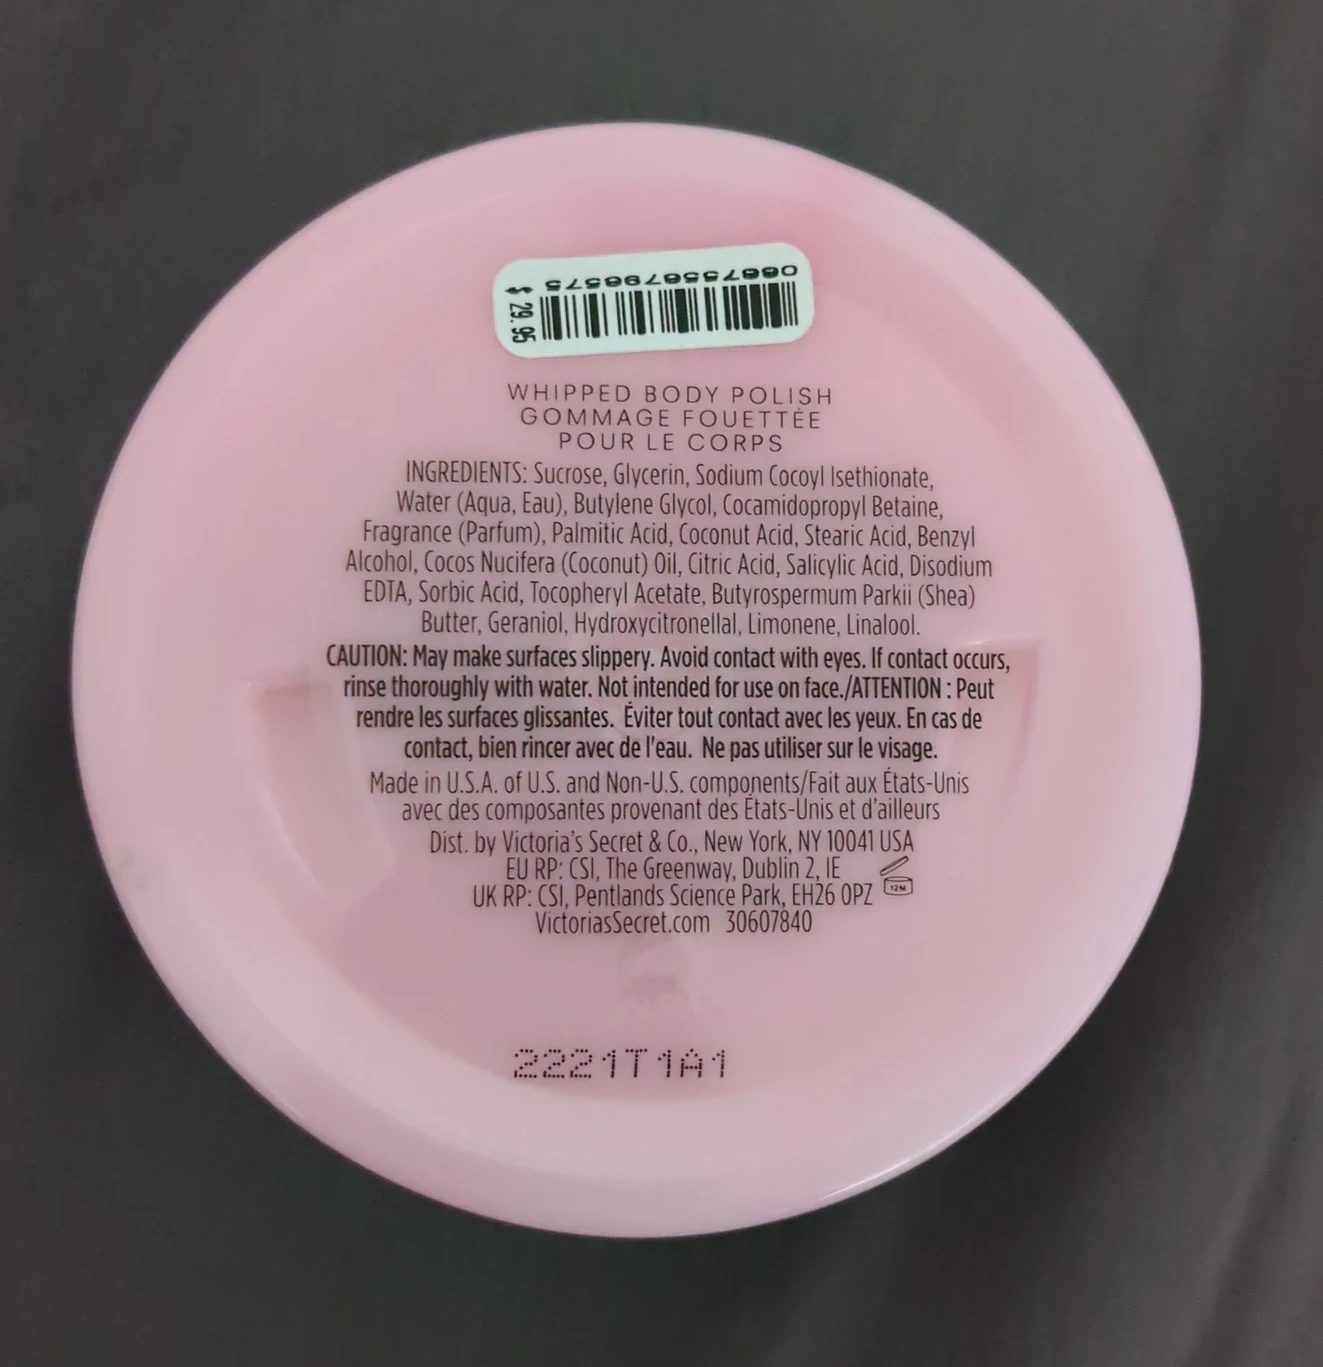 0667556796575
$ 29.95
WHIPPED BODY POLISH
GOMMAGE FOUETTÉE
POUR LE CORPS
INGREDIENTS: Sucrose, Glycerin, Sodium Cocoyl Isethionate,
Water (Aqua, Eau), Butylene Glycol, Cocamidopropyl Betaine,
Fragrance (Parfum), Palmitic Acid, Coconut Acid, Stearic Acid, Benzyl
Alcohol, Cocos Nucifera (Coconut) Oil, Citric Acid, Salicylic Acid, Disodium
EDTA, Sorbic Acid, Tocopheryl Acetate, Butyrospermum Parkii (Shea)
Butter, Geraniol, Hydroxycitronellal, Limonene, Linalool.
CAUTION: May make surfaces slippery. Avoid contact with eyes. If contact occurs,
rinse thoroughly with water. Not intended for use on face./ATTENTION : Peut
rendre les surfaces glissantes. Éviter tout contact avec les yeux. En cas de
contact, bien rincer avec de l'eau. Ne pas utiliser sur le visage.
Made in U.S.A. of U.S. and Non-U.S. components/Fait aux États-Unis
avec des composantes provenant des États-Unis et d'ailleurs
Dist. by Victoria's Secret & Co., New York, NY 10041 USA
EU RP: CSI, The Greenway, Dublin 2, IE
UK RP: CSI, Pentlands Science Park, EH26 0PZ
12M
VictoriasSecret.com 30607840
2221T1A1